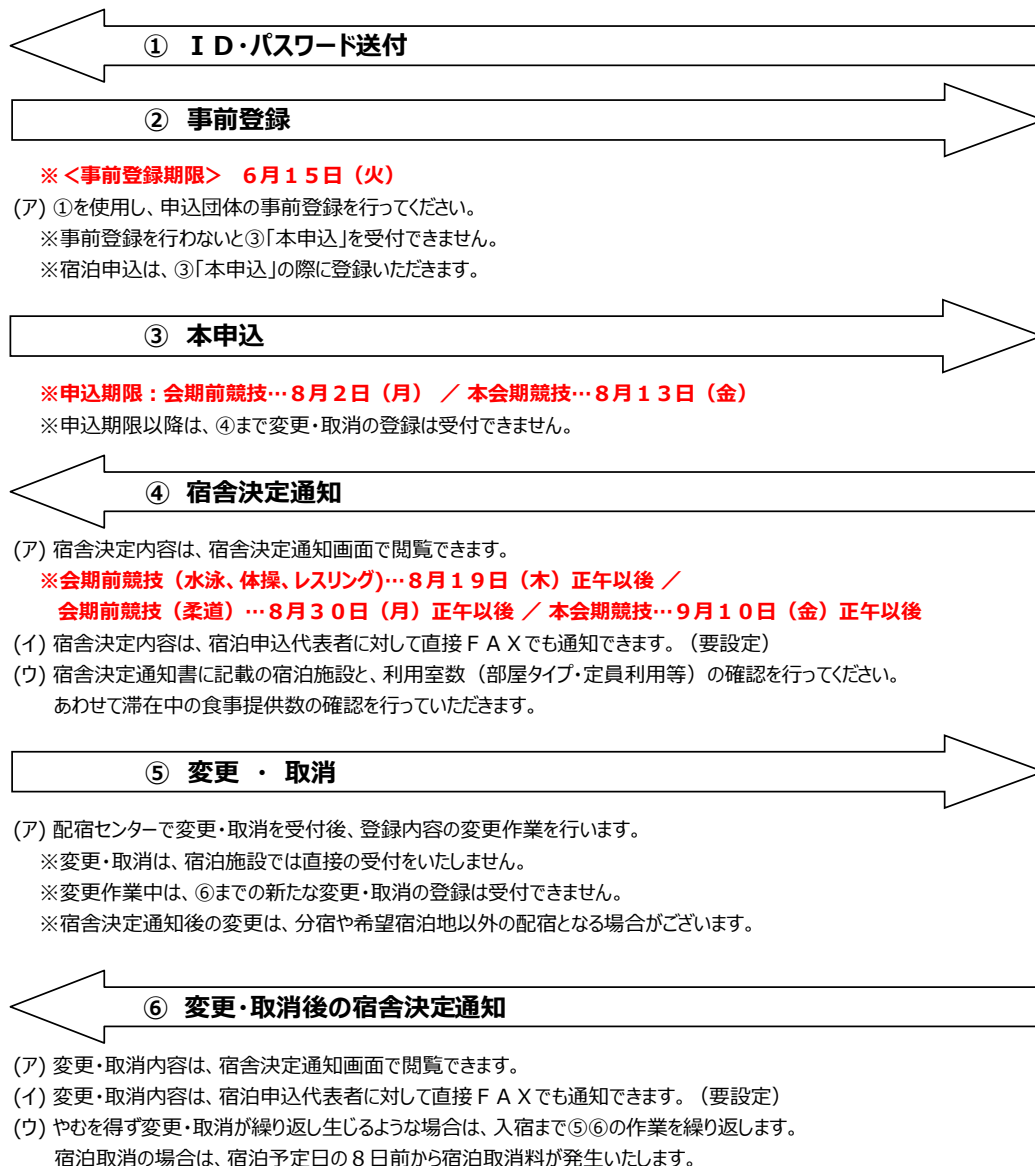 ① ＩＤ・パスワード送付
② 事前登録
※＜事前登録期限＞　６月１５日（火）
(ア) ①を使用し、申込団体の事前登録を行ってください。
※事前登録を行わないと③「本申込」を受付できません。
※宿泊申込は、③「本申込」の際に登録いただきます。
③ 本申込
※申込期限：会期前競技…８月２日（月） ／ 本会期競技…８月１３日（金）
※申込期限以降は、④まで変更・取消の登録は受付できません。
④ 宿舎決定通知
(ア) 宿舎決定内容は、宿舎決定通知画面で閲覧できます。
※会期前競技（水泳、体操、レスリング)…８月１９日（木）正午以後 ／
会期前競技（柔道）…８月３０日（月）正午以後 ／ 本会期競技…９月１０日（金）正午以後
(イ) 宿舎決定内容は、宿泊申込代表者に対して直接ＦＡＸでも通知できます。（要設定）
(ウ) 宿舎決定通知書に記載の宿泊施設と、利用室数（部屋タイプ・定員利用等）の確認を行ってください。
あわせて滞在中の食事提供数の確認を行っていただきます。
⑤ 変更 ・ 取消
(ア) 配宿センターで変更・取消を受付後、登録内容の変更作業を行います。
※変更・取消は、宿泊施設では直接の受付をいたしません。
※変更作業中は、⑥までの新たな変更・取消の登録は受付できません。
※宿舎決定通知後の変更は、分宿や希望宿泊地以外の配宿となる場合がございます。
⑥ 変更・取消後の宿舎決定通知
(ア) 変更・取消内容は、宿舎決定通知画面で閲覧できます。
(イ) 変更・取消内容は、宿泊申込代表者に対して直接ＦＡＸでも通知できます。（要設定）
(ウ) やむを得ず変更・取消が繰り返し生じるような場合は、入宿まで⑤⑥の作業を繰り返します。
宿泊取消の場合は、宿泊予定日の８日前から宿泊取消料が発生いたします。